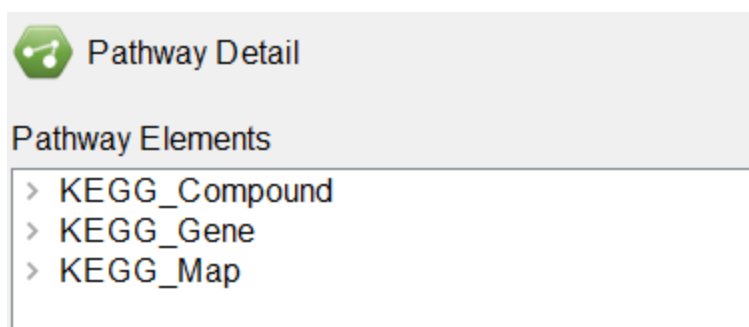 Pathway Detail
Pathway Elements
KEGG_Compound
KEGG_Gene
KEGG_Map